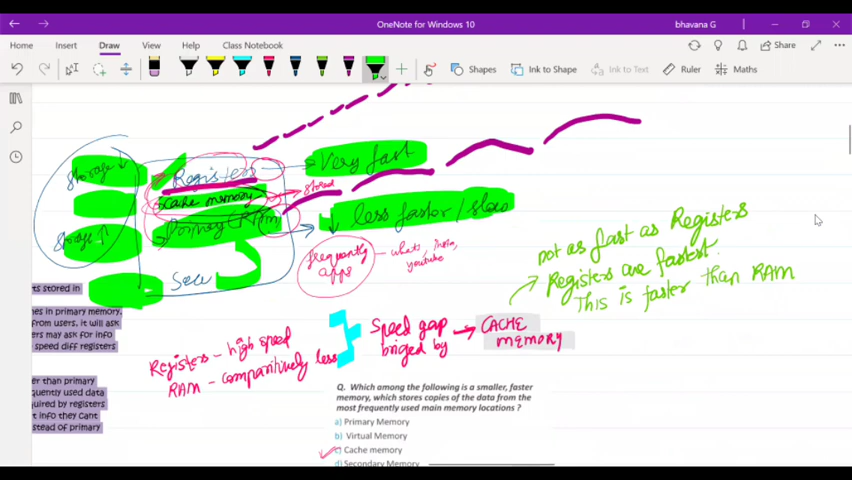 OneNote for Windows 10
bhavana G
Home
Insert
Draw
View
Help
Class Notebook
Share
Shapes
Ink to Shape
Ink to Text
Ruler
Maths
Storage ↓
Registers
Very fast
Cache memory
stored
Primary (RAM)
less faster / slow
Storage ↑
frequently
apps
whats, insta,
youtube
not as fast as Registers
Registers are fastest.
This is faster than RAM
Registers - high speed
RAM - comparitively less
Speed gap
briged by
CACHE
MEMORY
ts stored in
nes in primary memory,
from users, it will ask
ers may ask for info
speed diff registers
er than primary
quently used data
quired by registers
t info they cant
stead of primary
Q. Which among the following is a smaller, faster
memory, which stores copies of the data from the
most frequently used main memory locations ?
a) Primary Memory
b) Virtual Memory
c) Cache memory
d) Secondary Memory